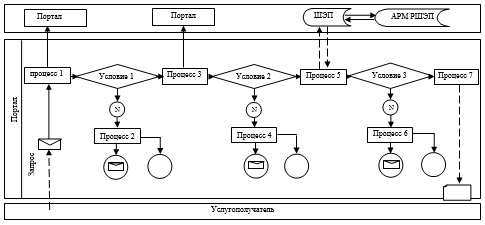 Портал
Портал
ШЭП
АРМ РШЭП
Портал
процесс 1
Условие 1
Процесс 3
Условие 2
Процесс 5
Условие 3
Процесс 7
N
N
N
Процесс 2
Процесс 4
Процесс 6
Запрос
Услугополучатель